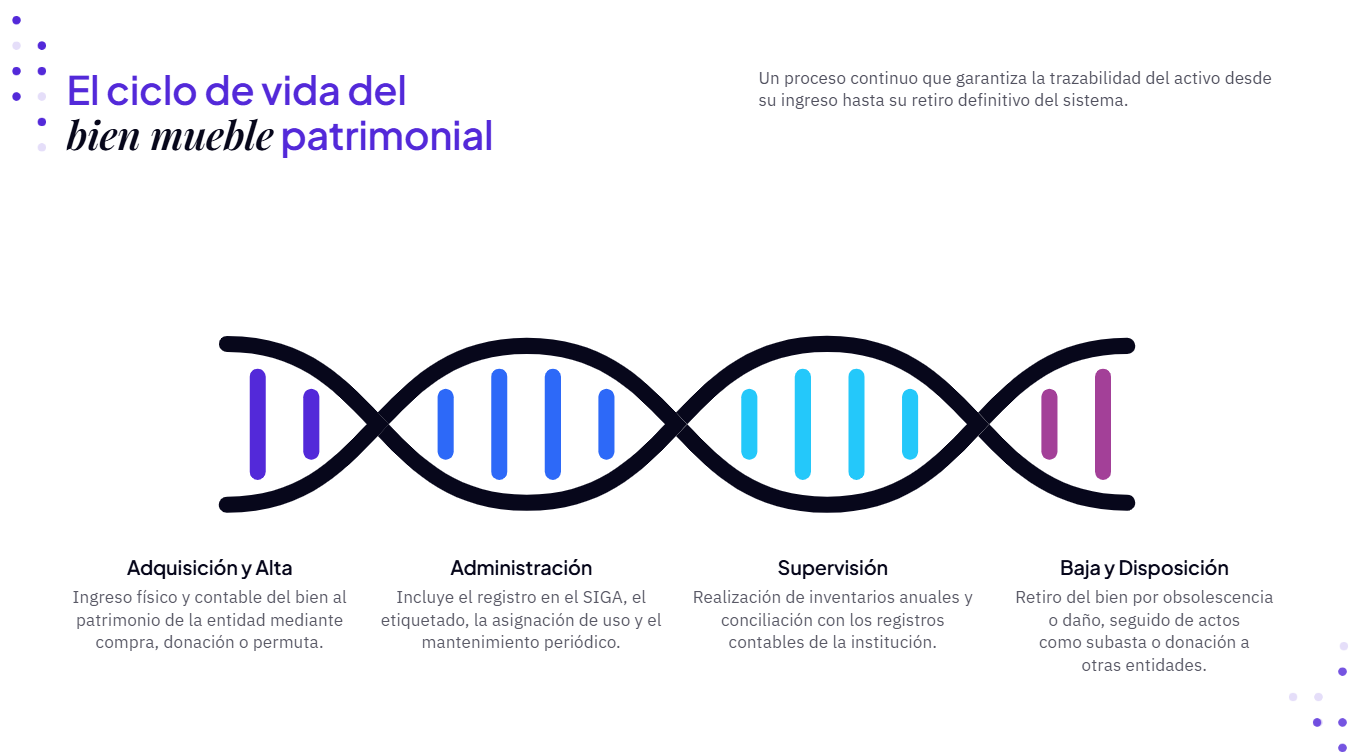 El ciclo de vida del
bien mueble patrimonial
Un proceso continuo que garantiza la trazabilidad del activo desde
su ingreso hasta su retiro definitivo del sistema.
Adquisición y Alta
Ingreso físico y contable del bien al
patrimonio de la entidad mediante
compra, donación o permuta.
Administración
Incluye el registro en el SIGA, el
etiquetado, la asignación de uso y el
mantenimiento periódico.
Supervisión
Realización de inventarios anuales y
conciliación con los registros
contables de la institución.
Baja y Disposición
Retiro del bien por obsolescencia
o daño, seguido de actos
como subasta o donación a
otras entidades.